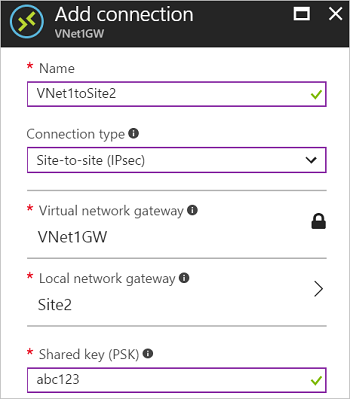 Add connection
VNet1GW
* Name
VNet1toSite2
Connection type
Site-to-site (IPsec)
* Virtual network gateway
VNet1GW
* Local network gateway
Site2
* Shared key (PSK)
abc123